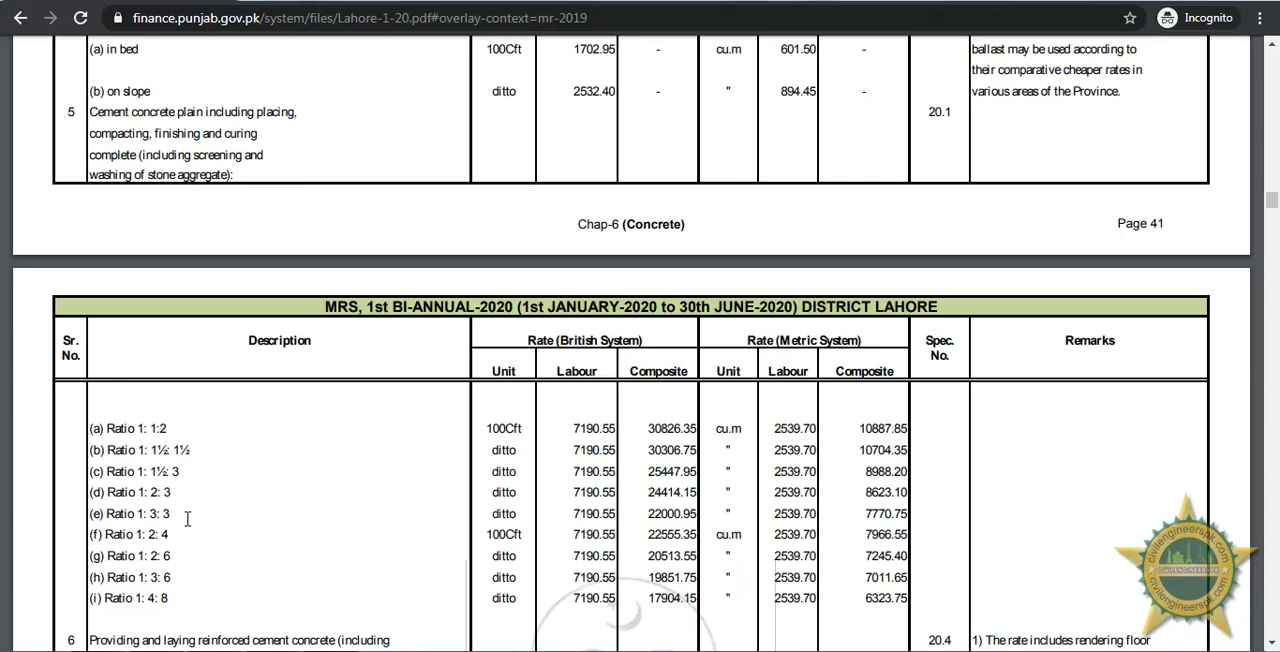 finance.punjab.gov.pk/system/files/Lahore-1-20.pdf#overlay-context=mr-2019 Incognito
(a) in bed 100Cft 1702.95 - cu.m 601.50 - ballast may be used according to
their comparative cheaper rates in
(b) on slope ditto 2532.40 - " 894.45 - various areas of the Province.
5 Cement concrete plain including placing, 20.1
compacting, finishing and curing
complete (including screening and
washing of stone aggregate):
Chap-6 (Concrete) Page 41
MRS, 1st BI-ANNUAL-2020 (1st JANUARY-2020 to 30th JUNE-2020) DISTRICT LAHORE
Sr. No. Description Rate (British System) Rate (Metric System) Spec. No. Remarks
Unit Labour Composite Unit Labour Composite
(a) Ratio 1: 1:2 100Cft 7190.55 30826.35 cu.m 2539.70 10887.85
(b) Ratio 1: 1½: 1½ ditto 7190.55 30306.75 " 2539.70 10704.35
(c) Ratio 1: 1½: 3 ditto 7190.55 25447.95 " 2539.70 8988.20
(d) Ratio 1: 2: 3 ditto 7190.55 24414.15 " 2539.70 8623.10
(e) Ratio 1: 3: 3 ditto 7190.55 22000.95 " 2539.70 7770.75
(f) Ratio 1: 2: 4 100Cft 7190.55 22555.35 cu.m 2539.70 7966.55
(g) Ratio 1: 2: 6 ditto 7190.55 20513.55 " 2539.70 7245.40
(h) Ratio 1: 3: 6 ditto 7190.55 19851.75 " 2539.70 7011.65
(i) Ratio 1: 4: 8 ditto 7190.55 17904.15 " 2539.70 6323.75
6 Providing and laying reinforced cement concrete (including 20.4 1) The rate includes rendering floor
civilengineerspk.com
CIVILENGINEERSPK
civilengineerspk.com